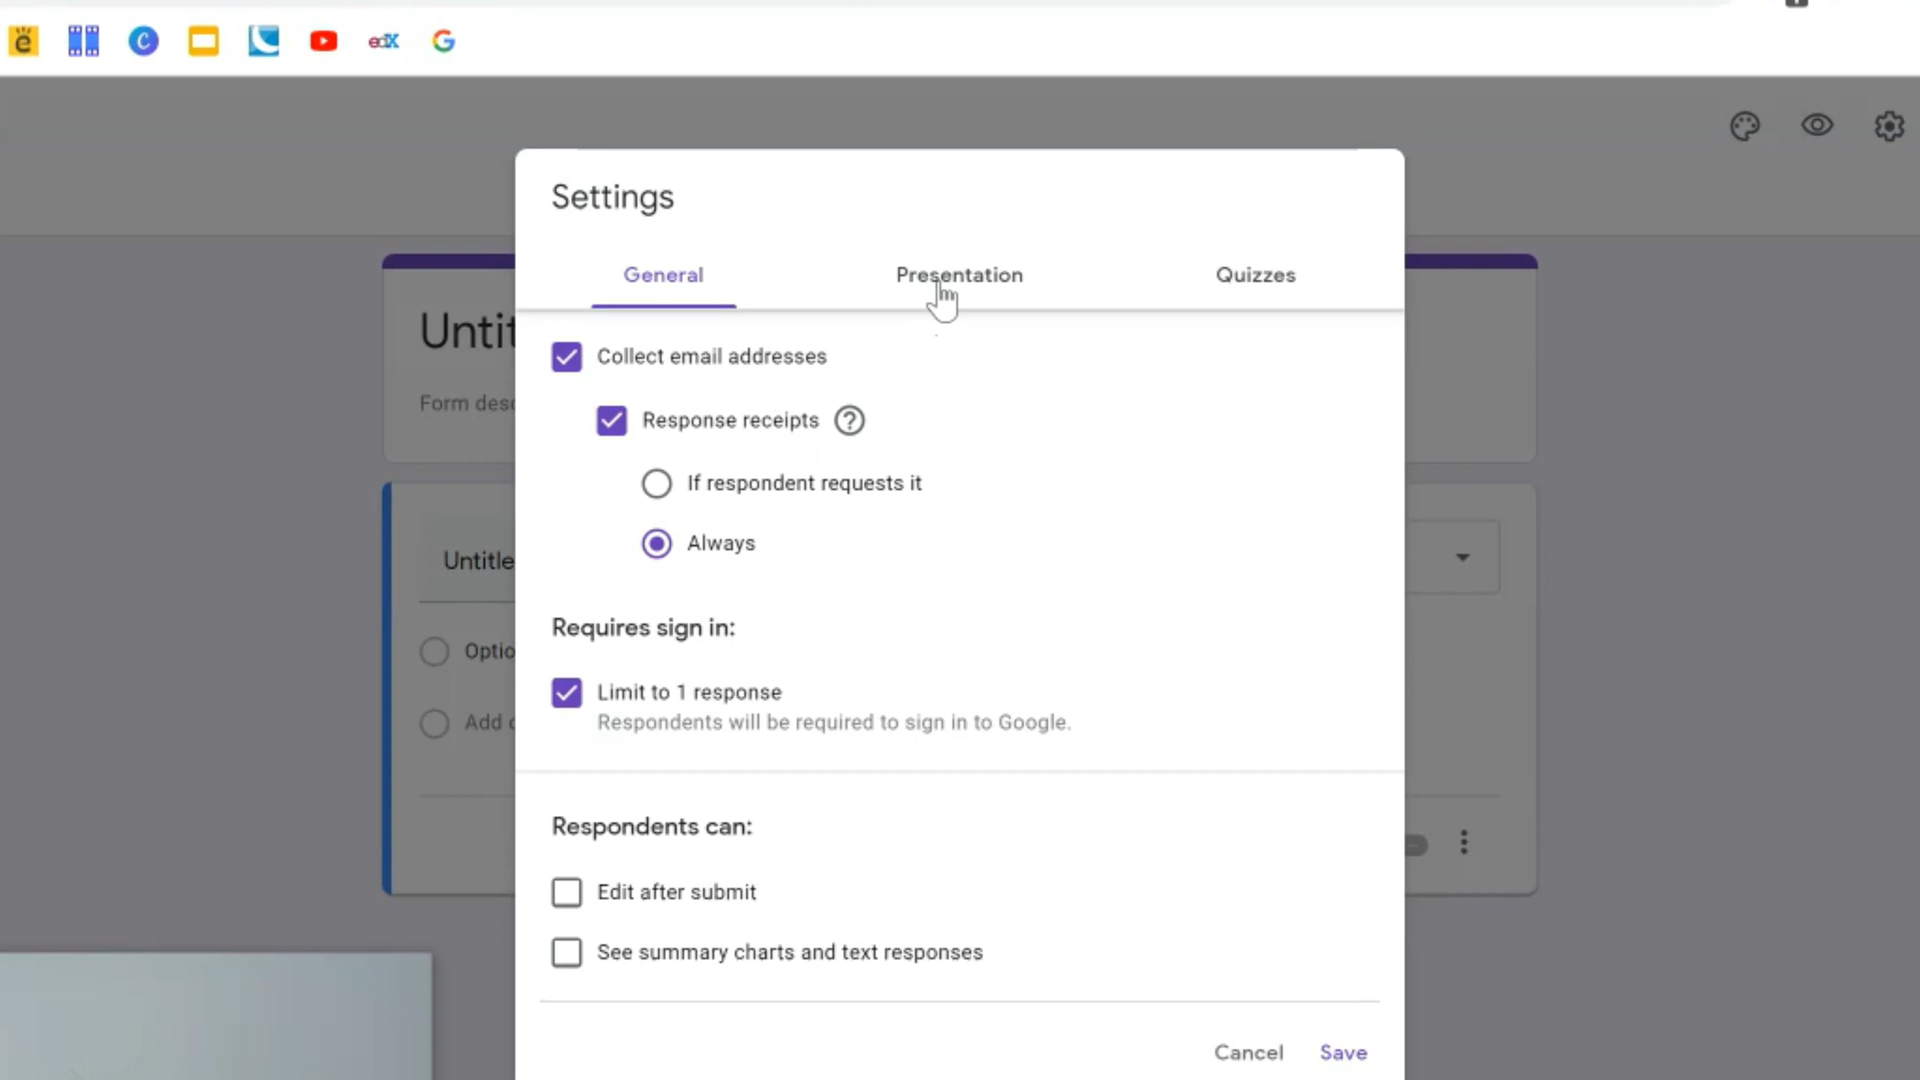 Settings
General
Presentation
Quizzes
Untit
Collect email addresses
Form desc
Response receipts
If respondent requests it
Always
Untitle
Requires sign in:
Optio
Limit to 1 response
Respondents will be required to sign in to Google.
Add
Respondents can:
Edit after submit
See summary charts and text responses
Cancel
Save